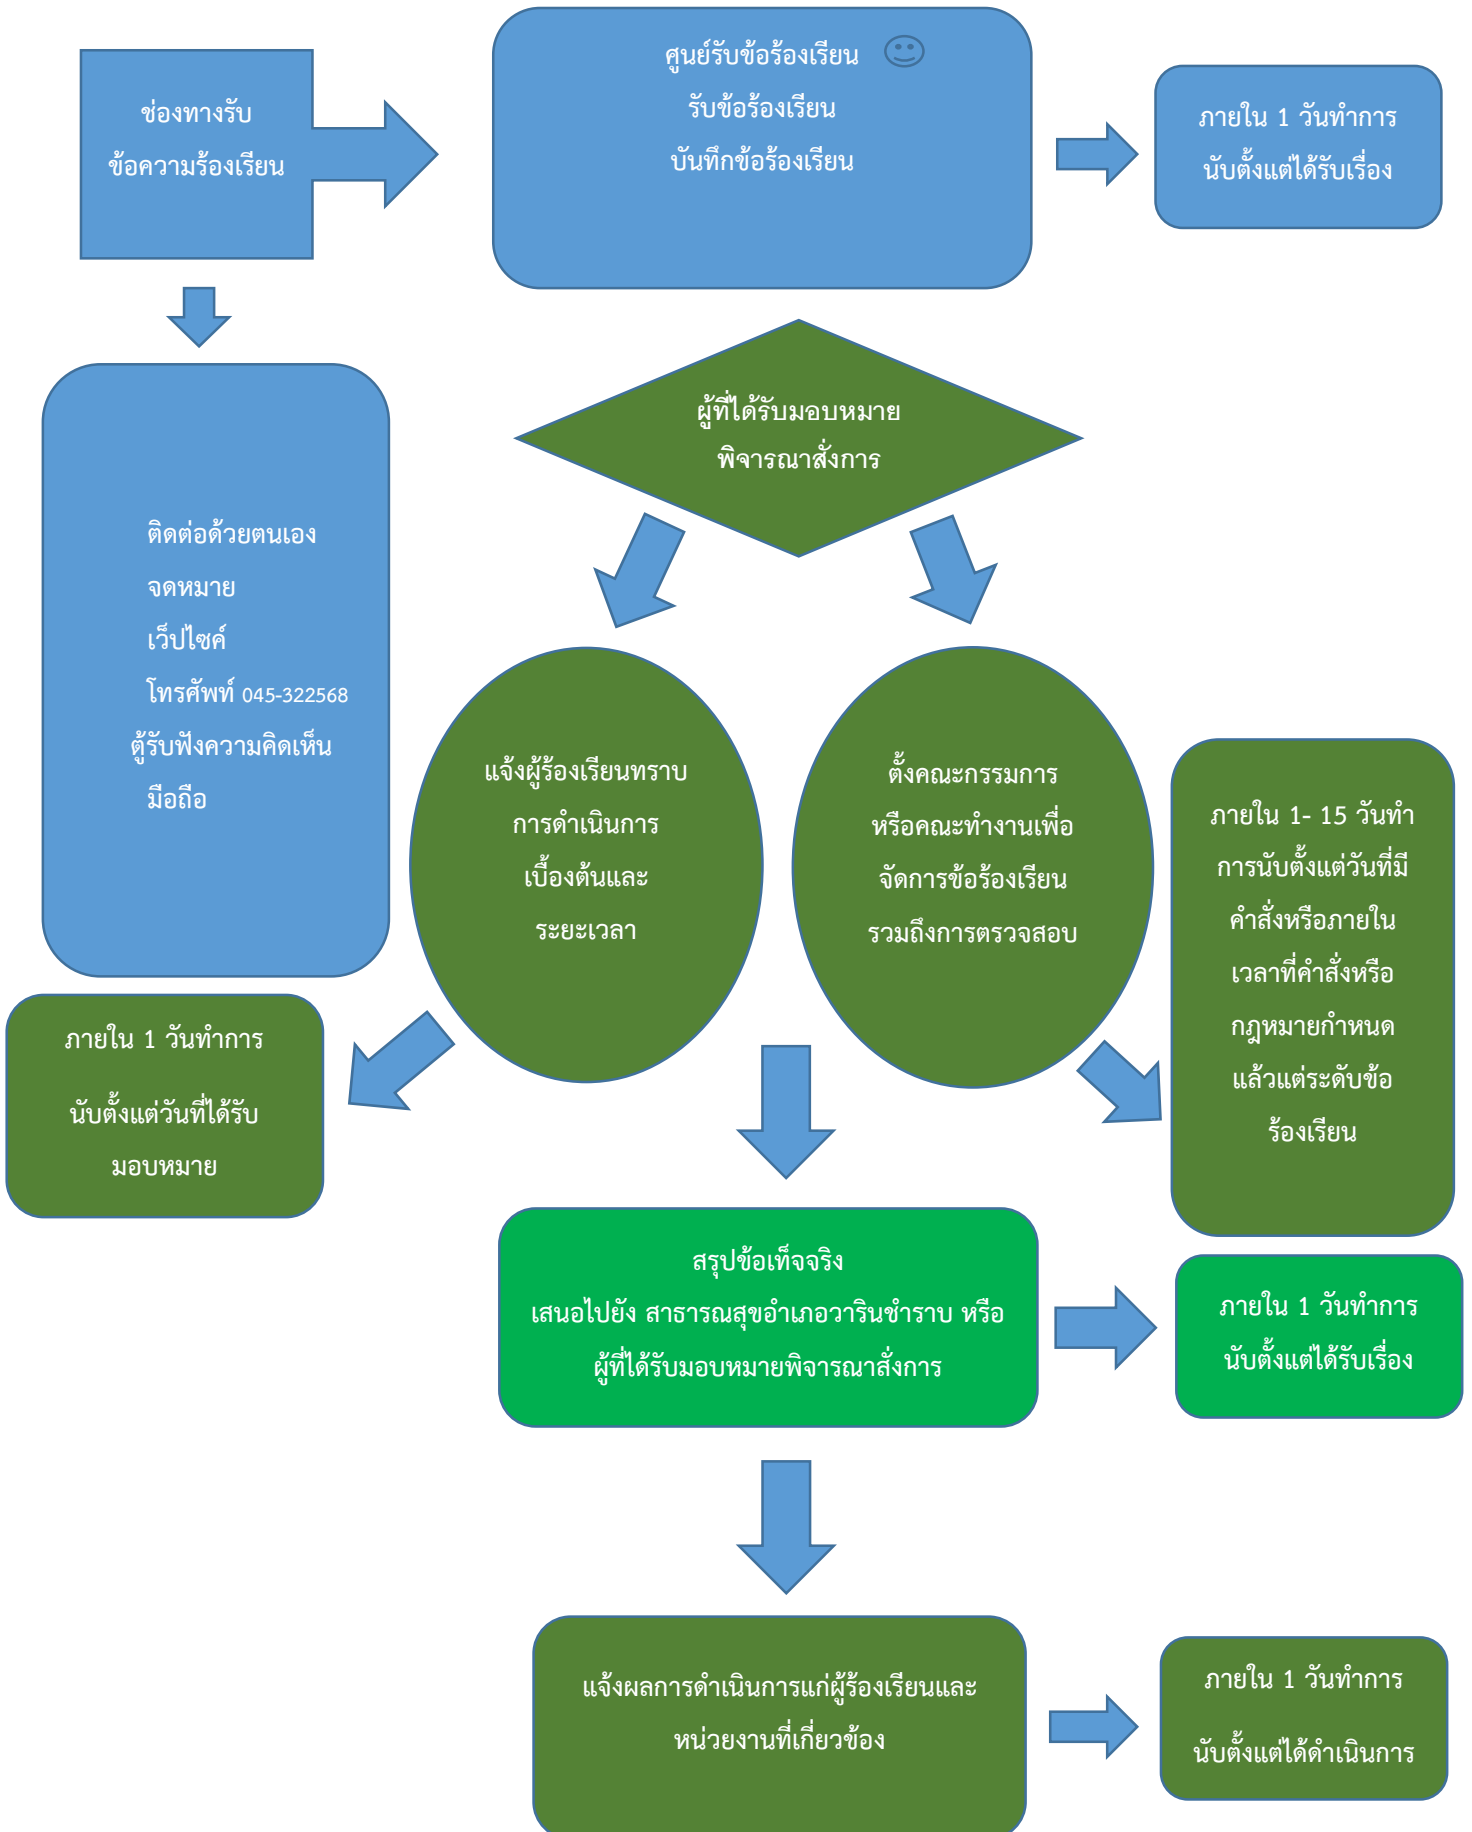 ช่องทางรับ
ข้อความร้องเรียน
ศูนย์รับข้อร้องเรียน
รับข้อร้องเรียน
บันทึกข้อร้องเรียน
ภายใน 1 วันทำการ
นับตั้งแต่ได้รับเรื่อง
ติดต่อด้วยตนเอง
จดหมาย
เว็ปไซค์
โทรศัพท์ 045-322568
ตู้รับฟังความคิดเห็น
มือถือ
ผู้ที่ได้รับมอบหมาย
พิจารณาสั่งการ
แจ้งผู้ร้องเรียนทราบ
การดำเนินการ
เบื้องต้นและ
ระยะเวลา
ตั้งคณะกรรมการ
หรือคณะทำงานเพื่อ
จัดการข้อร้องเรียน
รวมถึงการตรวจสอบ
ภายใน 1- 15 วันทำ
การนับตั้งแต่วันที่มี
คำสั่งหรือภายใน
เวลาที่คำสั่งหรือ
กฎหมายกำหนด
แล้วแต่ระดับข้อ
ร้องเรียน
ภายใน 1 วันทำการ
นับตั้งแต่วันที่ได้รับ
มอบหมาย
สรุปข้อเท็จจริง
เสนอไปยัง สาธารณสุขอำเภอวารินชำราบ หรือ
ผู้ที่ได้รับมอบหมายพิจารณาสั่งการ
ภายใน 1 วันทำการ
นับตั้งแต่ได้รับเรื่อง
แจ้งผลการดำเนินการแก่ผู้ร้องเรียนและ
หน่วยงานที่เกี่ยวข้อง
ภายใน 1 วันทำการ
นับตั้งแต่ได้ดำเนินการ